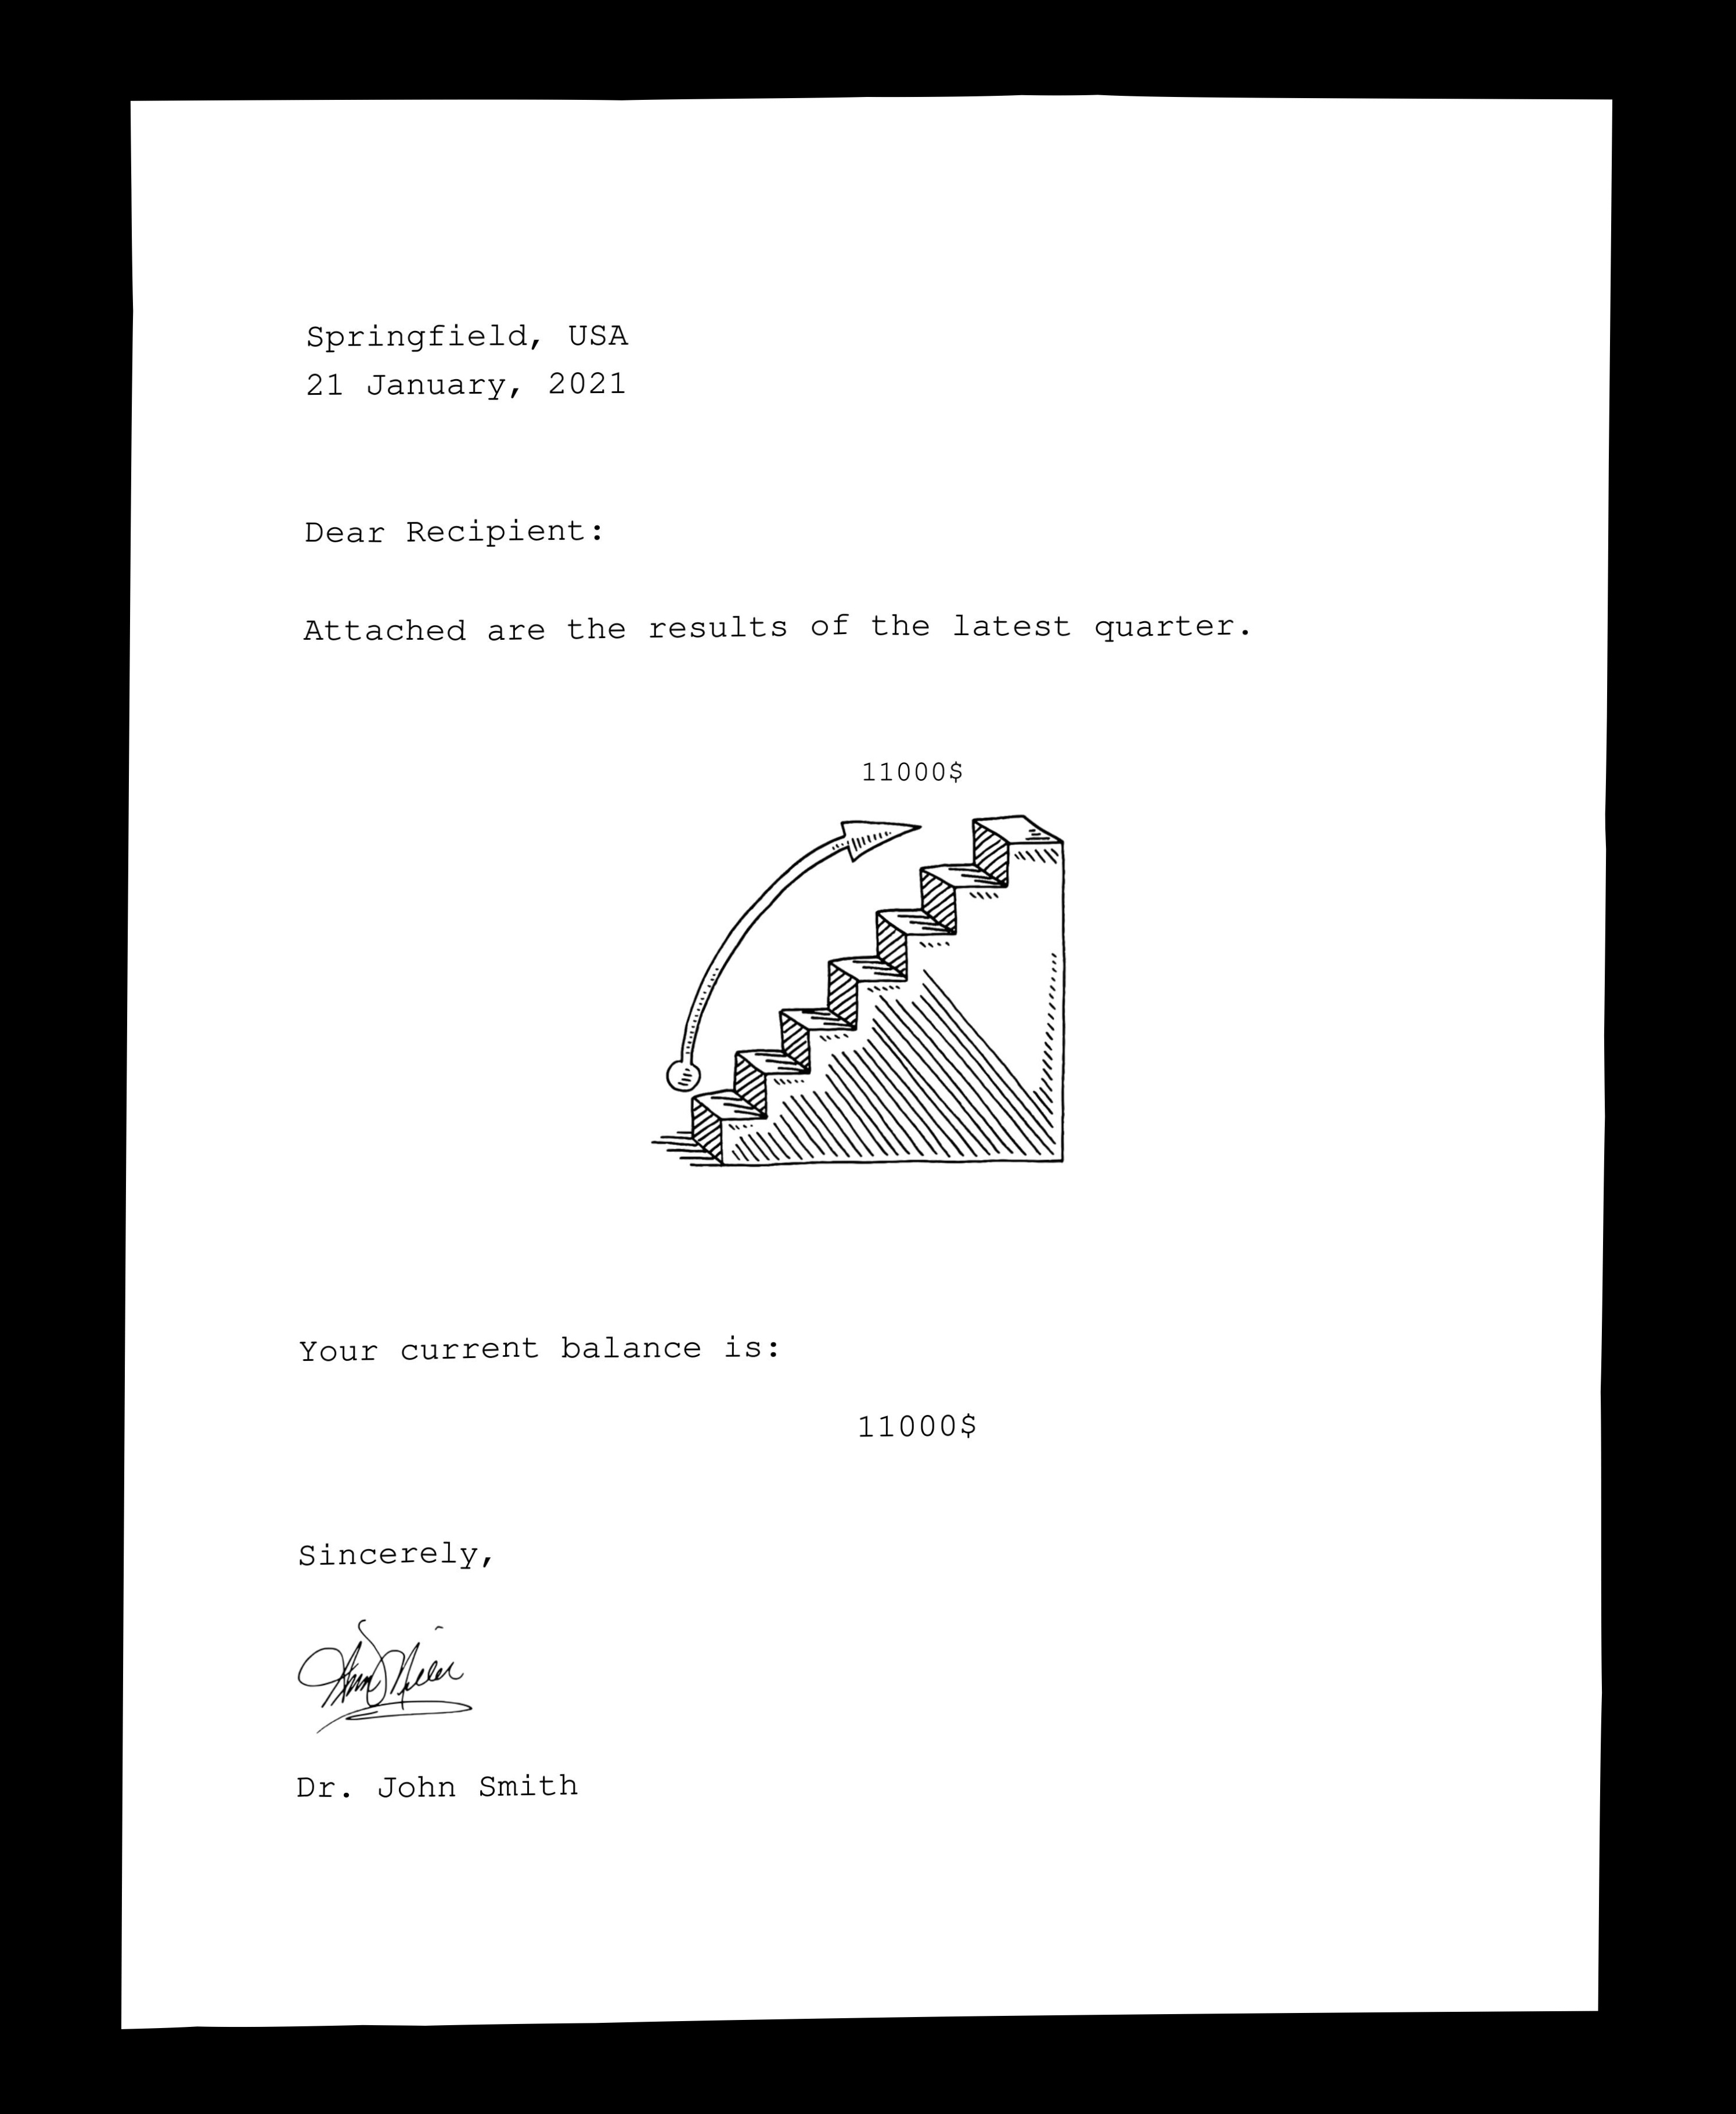 Springfield, USA
21 January, 2021
Dear Recipient:
Attached are the results of the latest quarter.
11000$
Your current balance is:
11000$
Sincerely,
Dr. John Smith